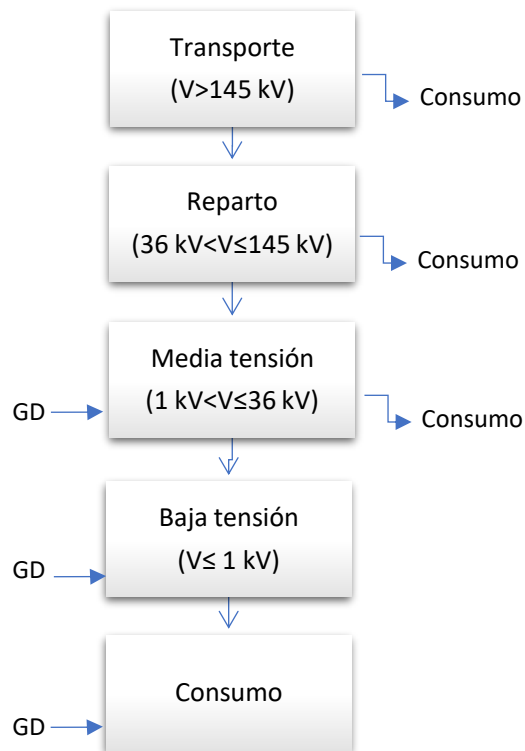 Transporte
(V>145 kV)
Consumo
Reparto
(36 kV<V≤145 kV)
Consumo
Media tensión
(1 kV<V≤36 kV)
GD
Consumo
Baja tensión
(V≤ 1 kV)
GD
Consumo
GD